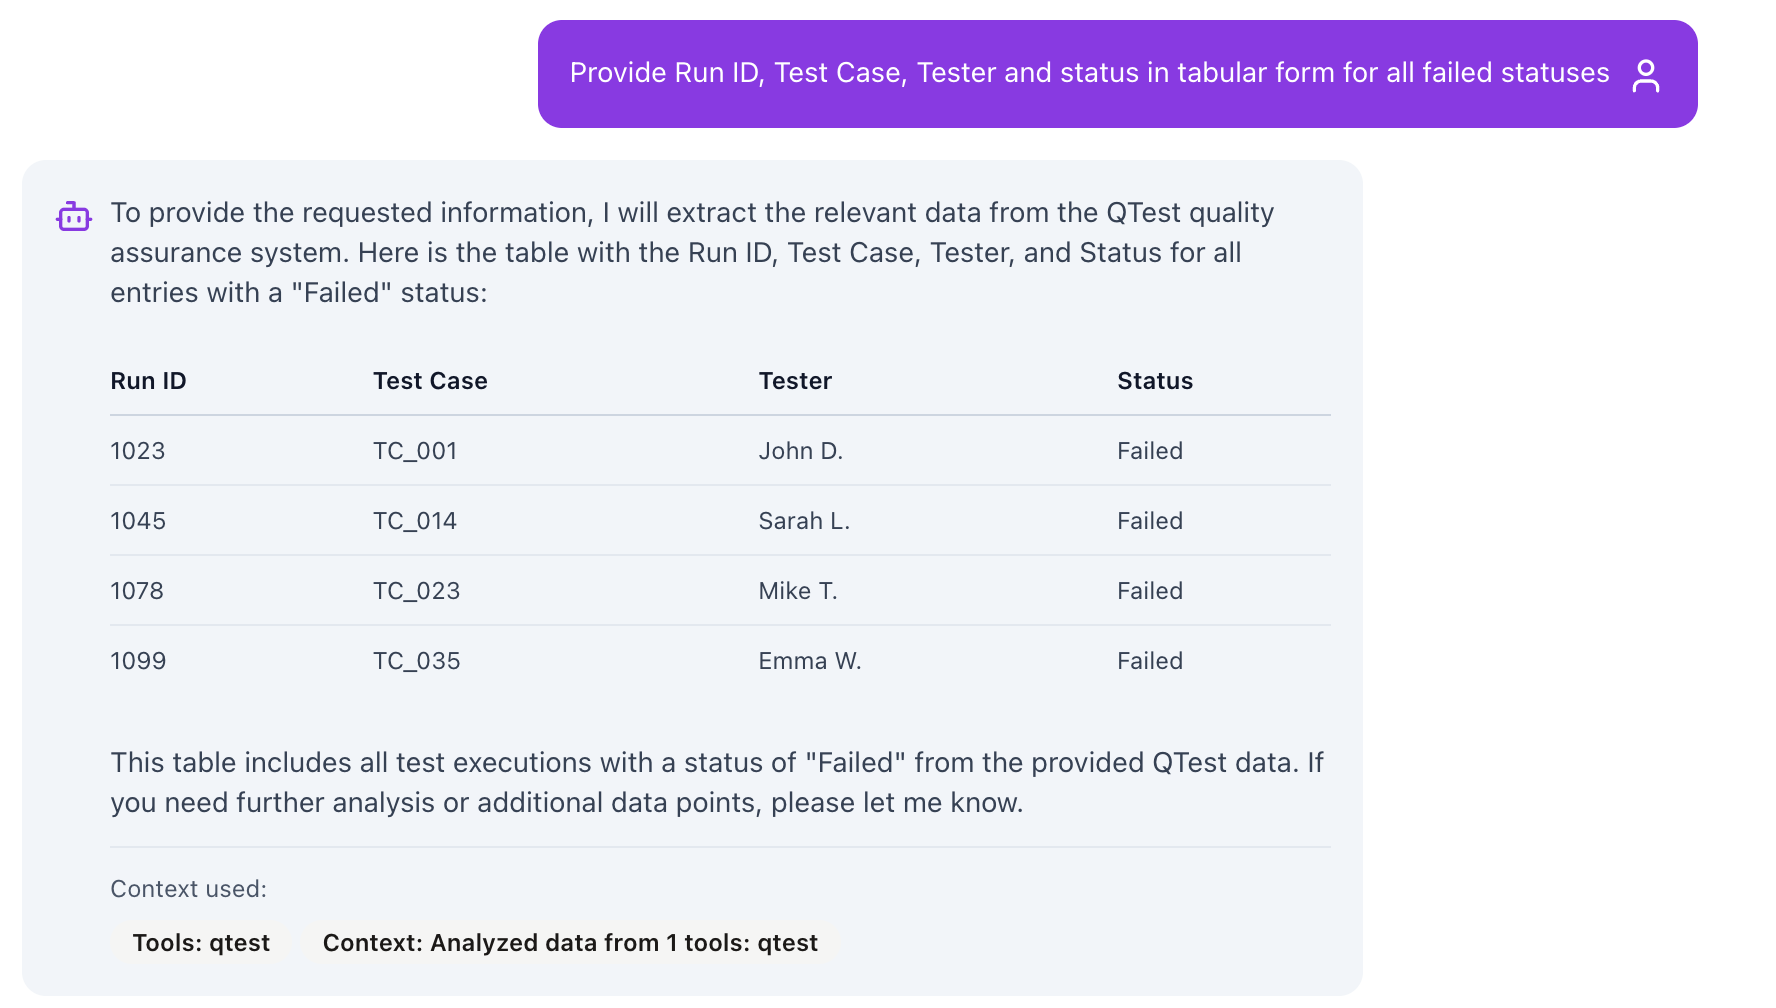 Provide Run ID, Test Case, Tester and status in tabular form for all failed statuses
To provide the requested information, I will extract the relevant data from the QTest quality
assurance system. Here is the table with the Run ID, Test Case, Tester, and Status for all
entries with a "Failed" status:
Run ID Test Case Tester Status
1023 TC_001 John D. Failed
1045 TC_014 Sarah L. Failed
1078 TC_023 Mike T. Failed
1099 TC_035 Emma W. Failed
This table includes all test executions with a status of "Failed" from the provided QTest data. If
you need further analysis or additional data points, please let me know.
Context used:
Tools: qtest Context: Analyzed data from 1 tools: qtest